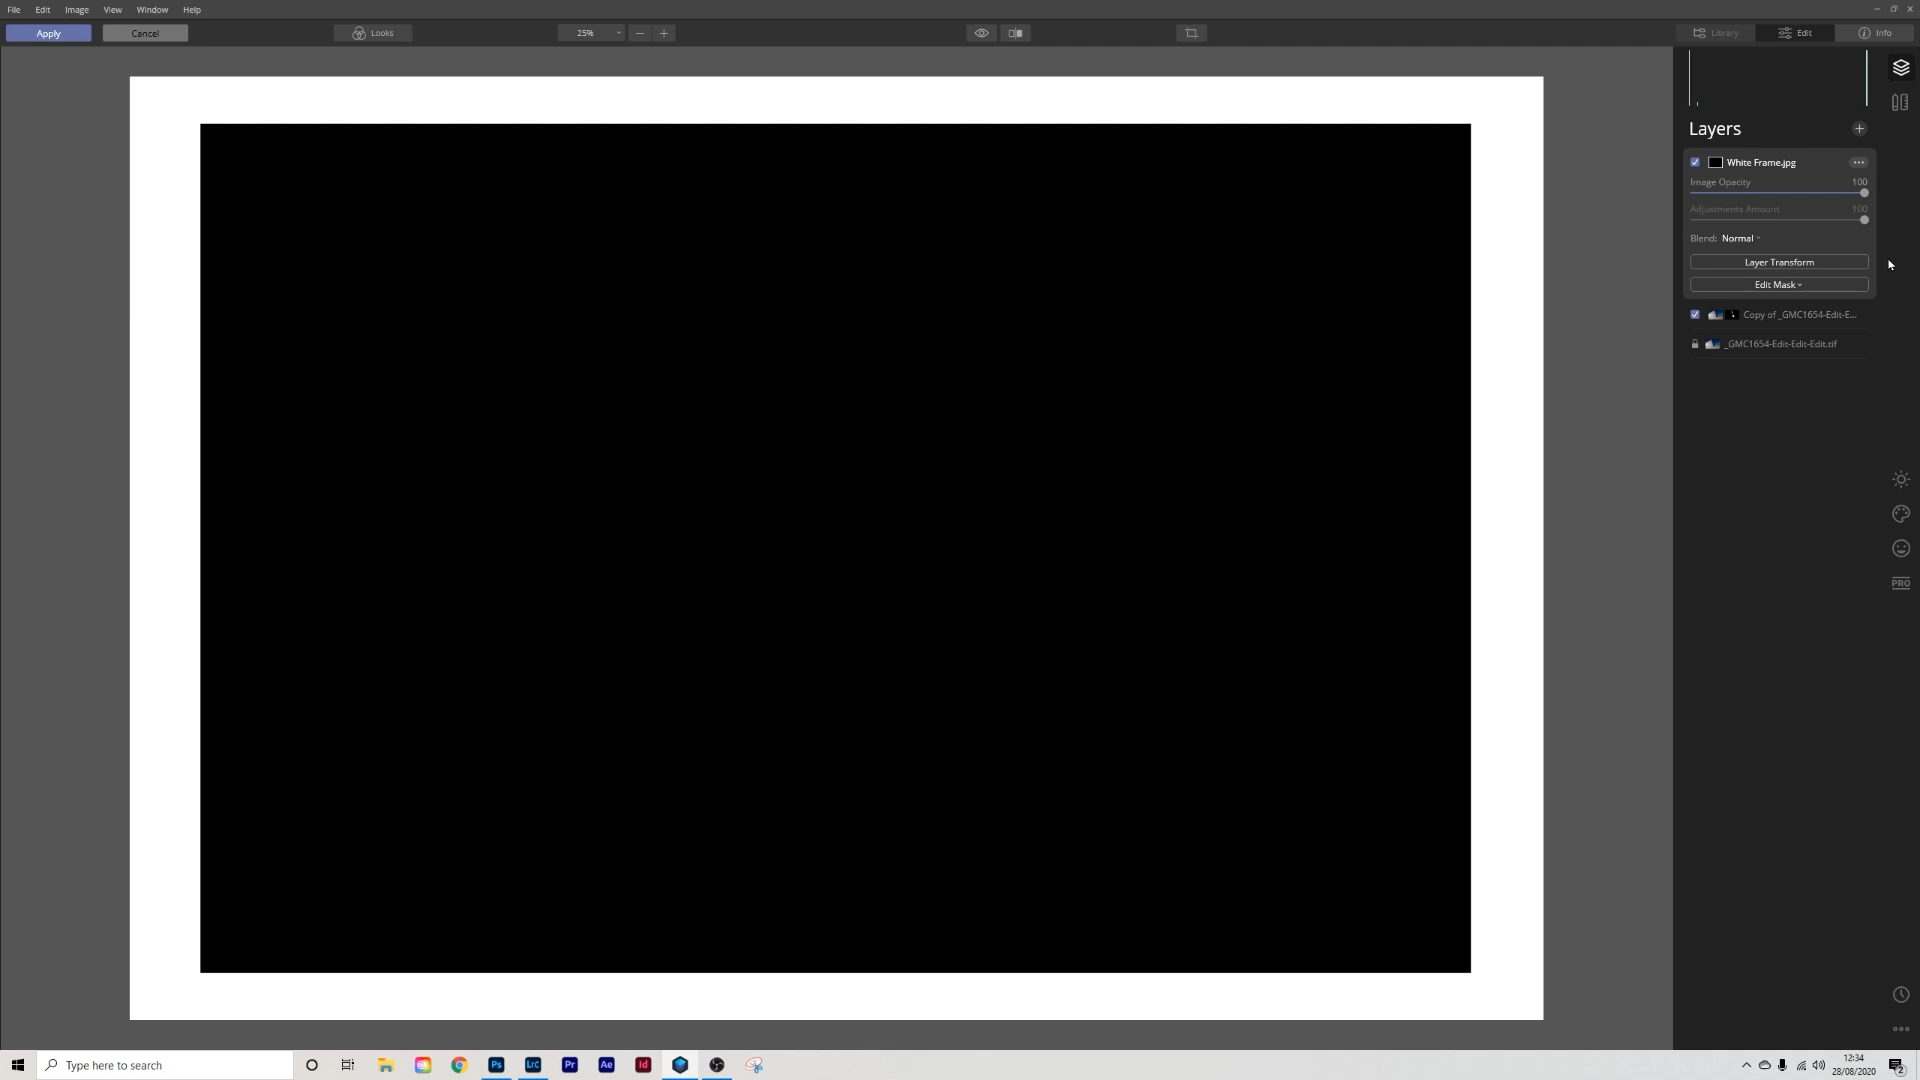 File Edit Image View Window Help
Apply Cancel Looks 25% Library Edit Info
Layers
White Frame.jpg
Image Opacity 100
Adjustments Amount 100
Blend: Normal
Layer Transform
Edit Mask
Copy of _GMC1654-Edit-E...
_GMC1654-Edit-Edit-Edit.tif
PRO
Type here to search
Ps LrC Pr Ae Id
12:34
28/08/2020
2